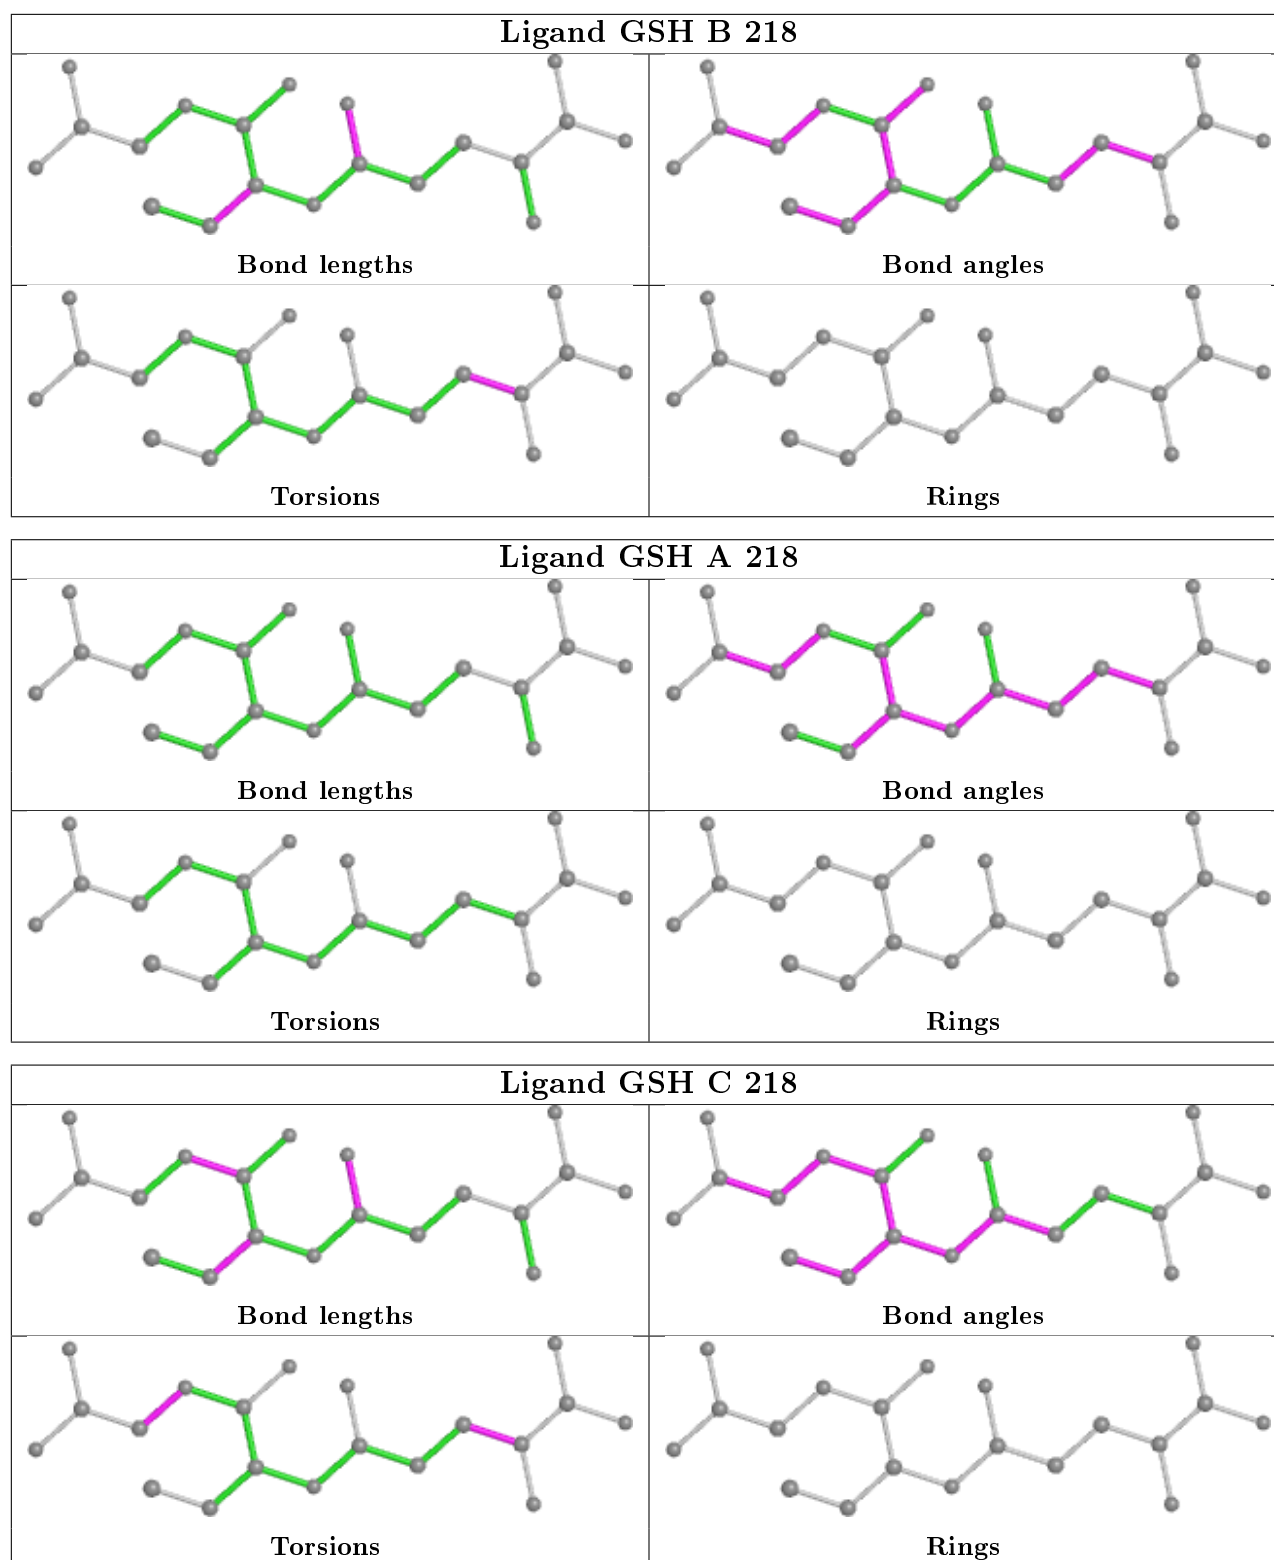 Ligand GSH B 218
Bond lengths
Bond angles
Torsions
Rings
Ligand GSH A 218
Bond lengths
Bond angles
Torsions
Rings
Ligand GSH C 218
Bond lengths
Bond angles
Torsions
Rings